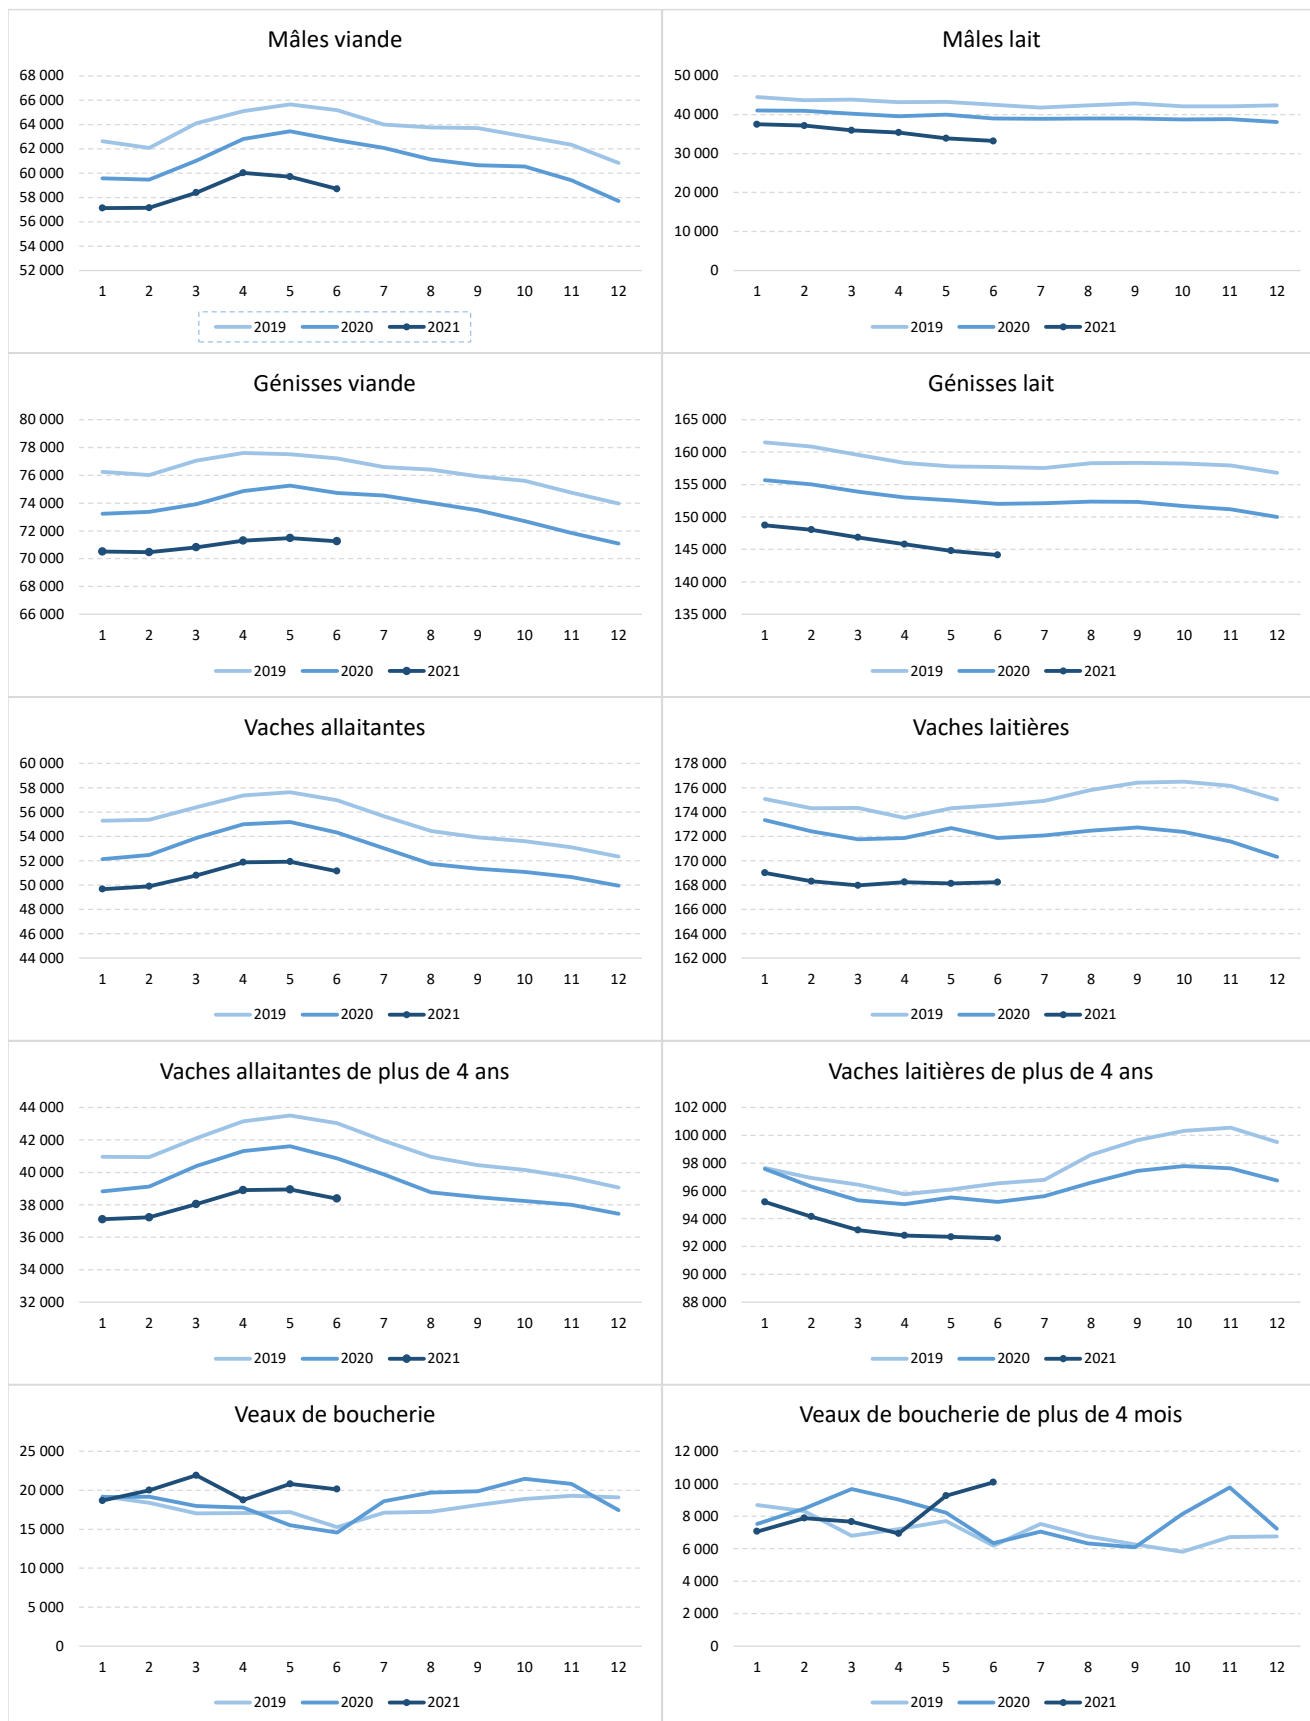 Mâles viande
68 000
66 000
64 000
62 000
60 000
58 000
56 000
54 000
52 000
1 2 3 4 5 6 7 8 9 10 11 12
2019 2020 2021
Mâles lait
50 000
40 000
30 000
20 000
10 000
0
1 2 3 4 5 6 7 8 9 10 11 12
2019 2020 2021
Génisses viande
80 000
78 000
76 000
74 000
72 000
70 000
68 000
66 000
1 2 3 4 5 6 7 8 9 10 11 12
2019 2020 2021
Génisses lait
165 000
160 000
155 000
150 000
145 000
140 000
135 000
1 2 3 4 5 6 7 8 9 10 11 12
2019 2020 2021
Vaches allaitantes
60 000
58 000
56 000
54 000
52 000
50 000
48 000
46 000
44 000
1 2 3 4 5 6 7 8 9 10 11 12
2019 2020 2021
Vaches laitières
178 000
176 000
174 000
172 000
170 000
168 000
166 000
164 000
162 000
1 2 3 4 5 6 7 8 9 10 11 12
2019 2020 2021
Vaches allaitantes de plus de 4 ans
44 000
42 000
40 000
38 000
36 000
34 000
32 000
1 2 3 4 5 6 7 8 9 10 11 12
2019 2020 2021
Vaches laitières de plus de 4 ans
102 000
100 000
98 000
96 000
94 000
92 000
90 000
88 000
1 2 3 4 5 6 7 8 9 10 11 12
2019 2020 2021
Veaux de boucherie
25 000
20 000
15 000
10 000
5 000
0
1 2 3 4 5 6 7 8 9 10 11 12
2019 2020 2021
Veaux de boucherie de plus de 4 mois
12 000
10 000
8 000
6 000
4 000
2 000
0
1 2 3 4 5 6 7 8 9 10 11 12
2019 2020 2021